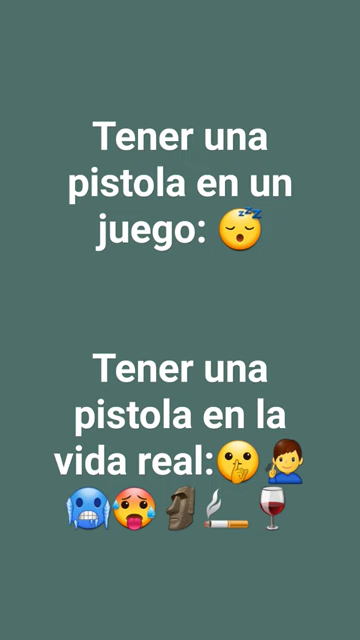 Tener una
pistola en un
juego: 😴
Tener una
pistola en la
vida real:🤫🧏‍♂️
🥶🥵🗿🚬🍷